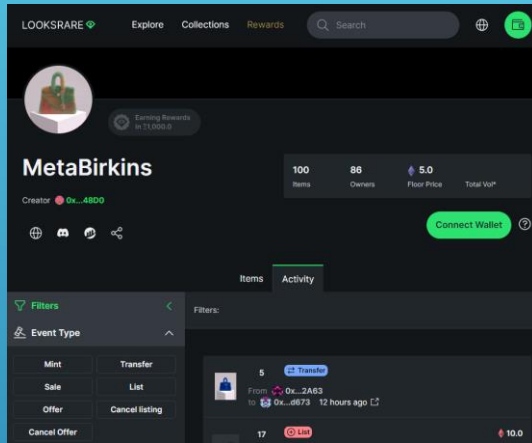 LOOKSRARE Explore Collections Rewards Search
Earning Rewards
MetaBirkins
100 86 5.0
Items Owners Floor Price Total Vol*
Creator 0x...48D0
Connect Wallet
Items Activity
Filters
Filters:
Event Type
Mint Transfer
Sale List
Offer Cancel listing
Cancel Offer
5 Transfer
From 0x...2A63
to 0x...d673 12 hours ago
17 List 10.0